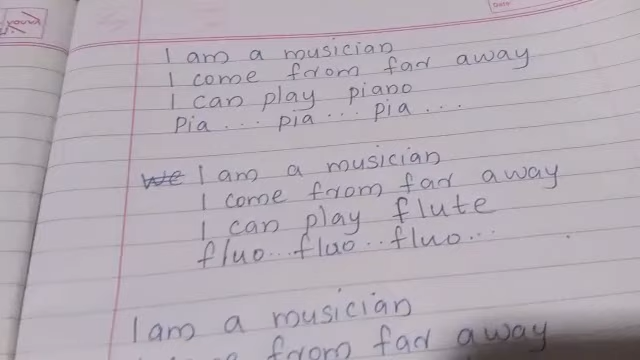 I am a musician
I come from far away
I can play piano
Pia... pia... pia...
We I am a musician
I come from far away
I can play flute
fluo...fluo..fluo...
I am a musician
from far away